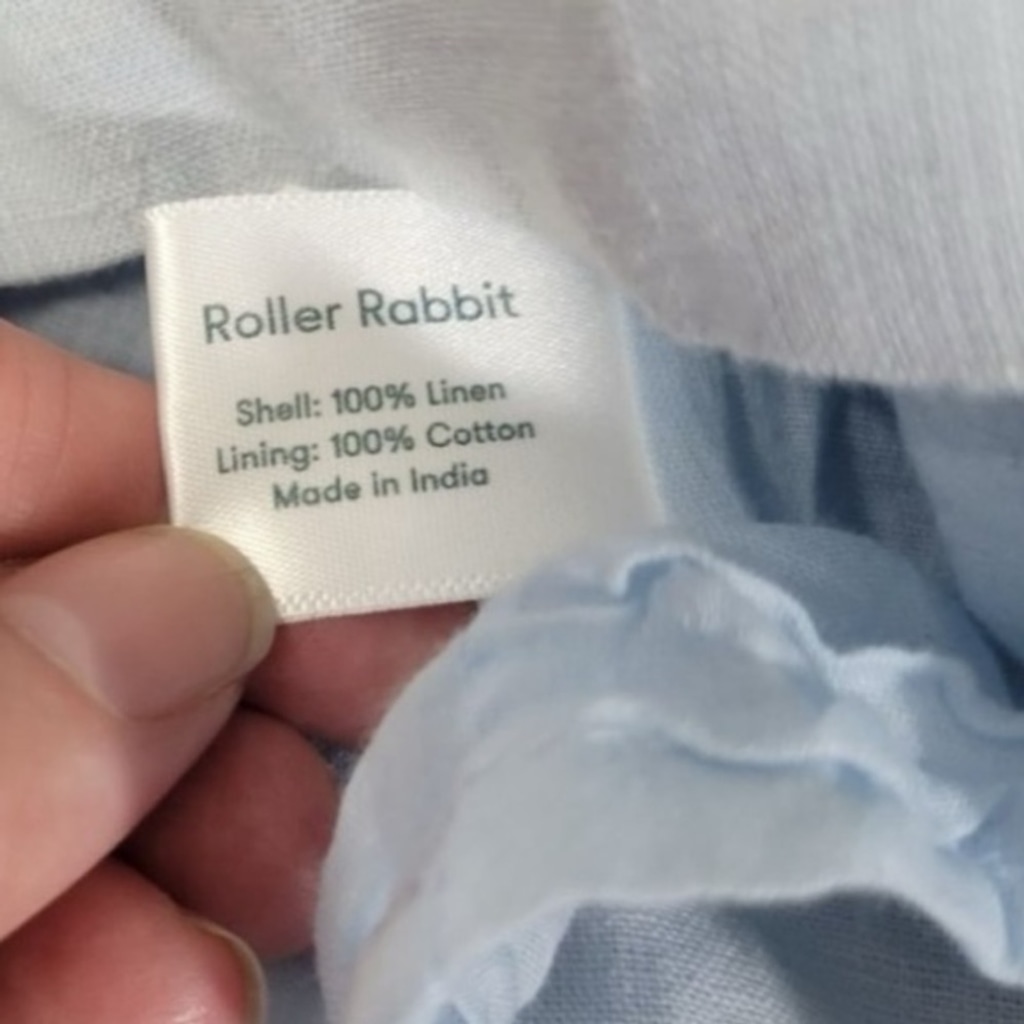 Roller Rabbit
Shell: 100% Linen
Lining: 100% Cotton
Made in India